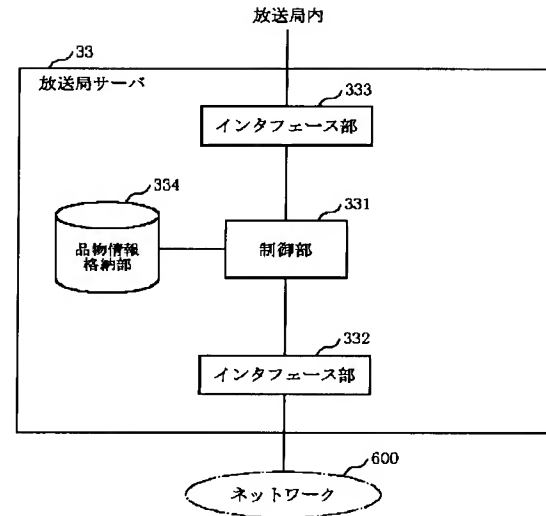 放送局内
33
放送局サーバ
333
インタフェース部
334
331
品物情報
格納部
制御部
332
インタフェース部
600
ネットワーク